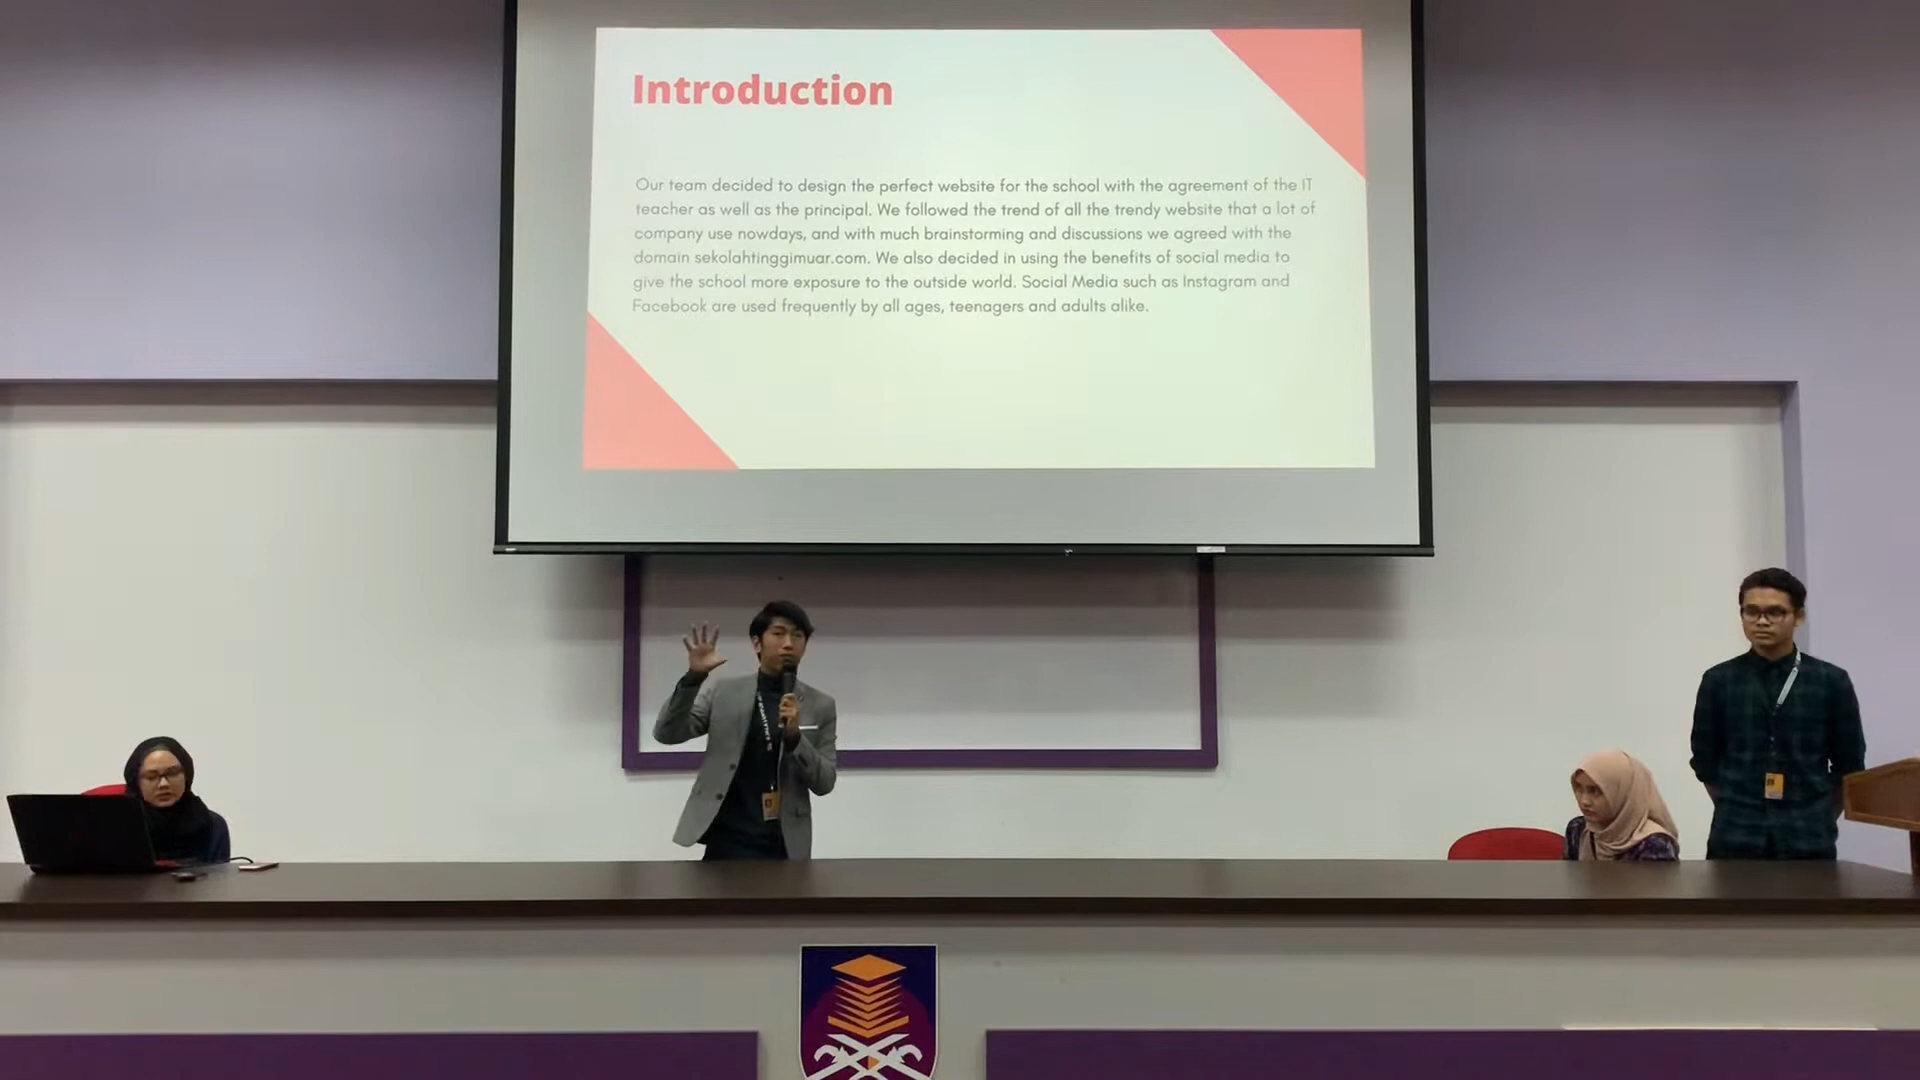 Introduction
Our team decided to design the perfect website for the school with the agreement of the IT
teacher as well as the principal. We followed the trend of all the trendy website that a lot of
company use nowdays, and with much brainstorming and discussions we agreed with the
domain sekolahtinggimuar.com. We also decided in using the benefits of social media to
give the school more exposure to the outside world. Social Media such as Instagram and
Facebook are used frequently by all ages, teenagers and adults alike.